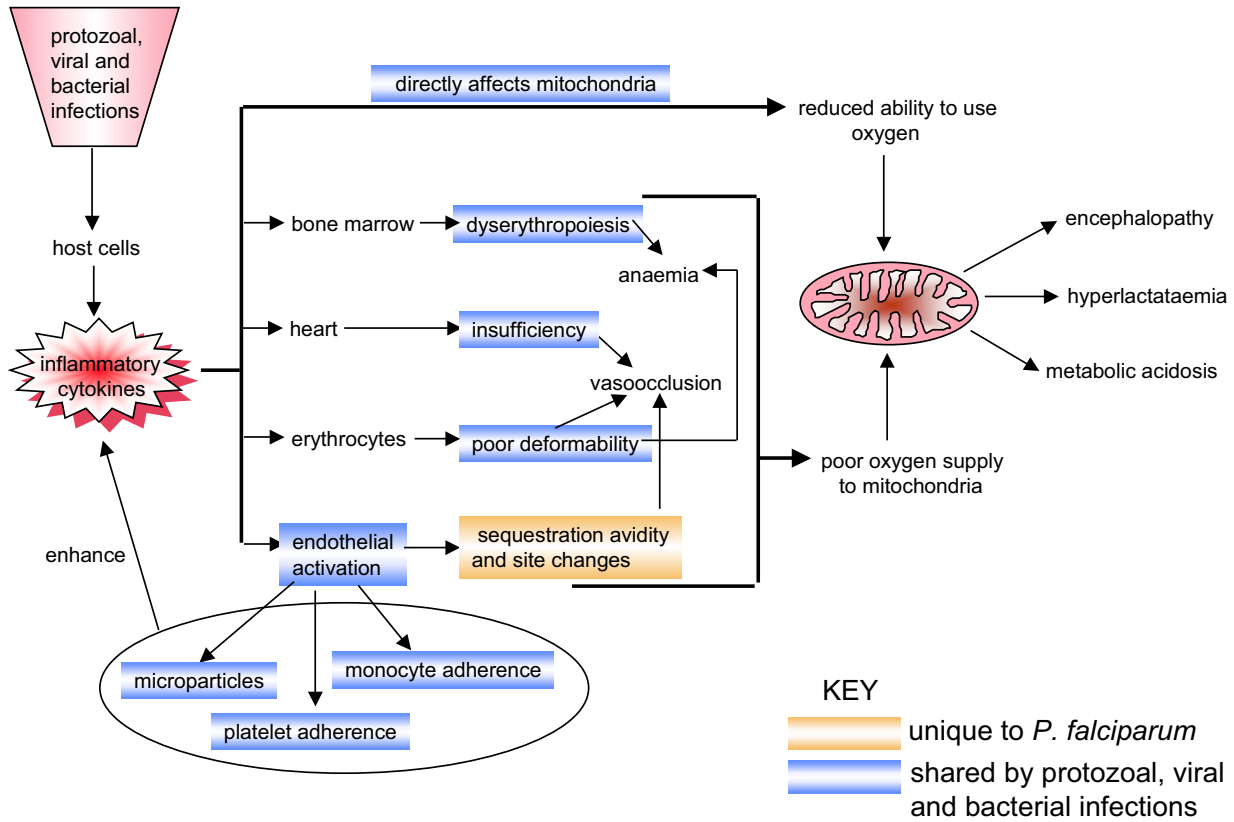 protozoal,
viral and
bacterial
infections
directly affects mitochondria
reduced ability to use
oxygen
host cells
bone marrow
dyserythropoiesis
anaemia
encephalopathy
hyperlactataemia
metabolic acidosis
inflammatory
cytokines
heart
insufficiency
vasoocclusion
erythrocytes
poor deformability
poor oxygen supply
to mitochondria
enhance
endothelial
activation
sequestration avidity
and site changes
microparticles
monocyte adherence
platelet adherence
KEY
unique to P. falciparum
shared by protozoal, viral
and bacterial infections